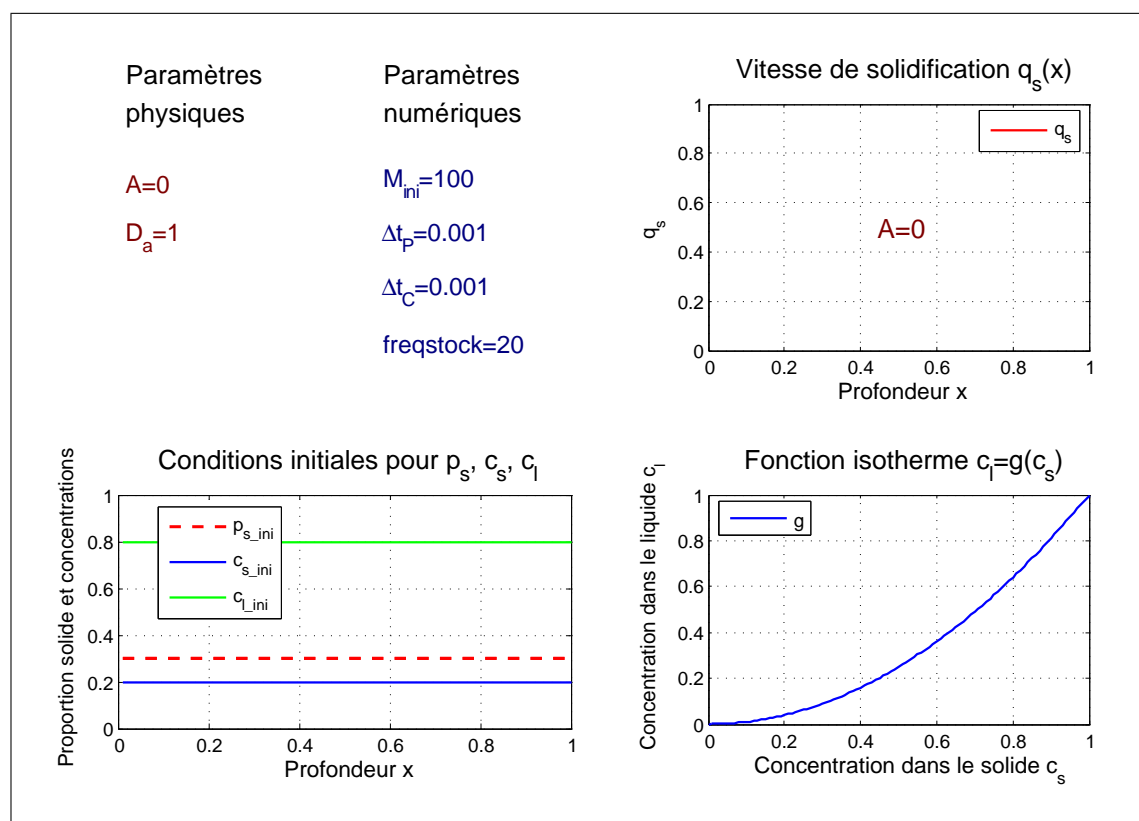 Paramètres
physiques
A=0
D_a=1
Paramètres
numériques
M_ini=100
Δt_P=0.001
Δt_C=0.001
freqstock=20
Vitesse de solidification q_s(x)
q_s
A=0
q_s
1
0.8
0.6
0.4
0.2
0
0 0.2 0.4 0.6 0.8 1
Profondeur x
Conditions initiales pour p_s, c_s, c_l
p_s_ini
c_s_ini
c_l_ini
Proportion solide et concentrations
1
0.8
0.6
0.4
0.2
0
0 0.2 0.4 0.6 0.8 1
Profondeur x
Fonction isotherme c_l=g(c_s)
g
Concentration dans le liquide c_l
1
0.8
0.6
0.4
0.2
0
0 0.2 0.4 0.6 0.8 1
Concentration dans le solide c_s